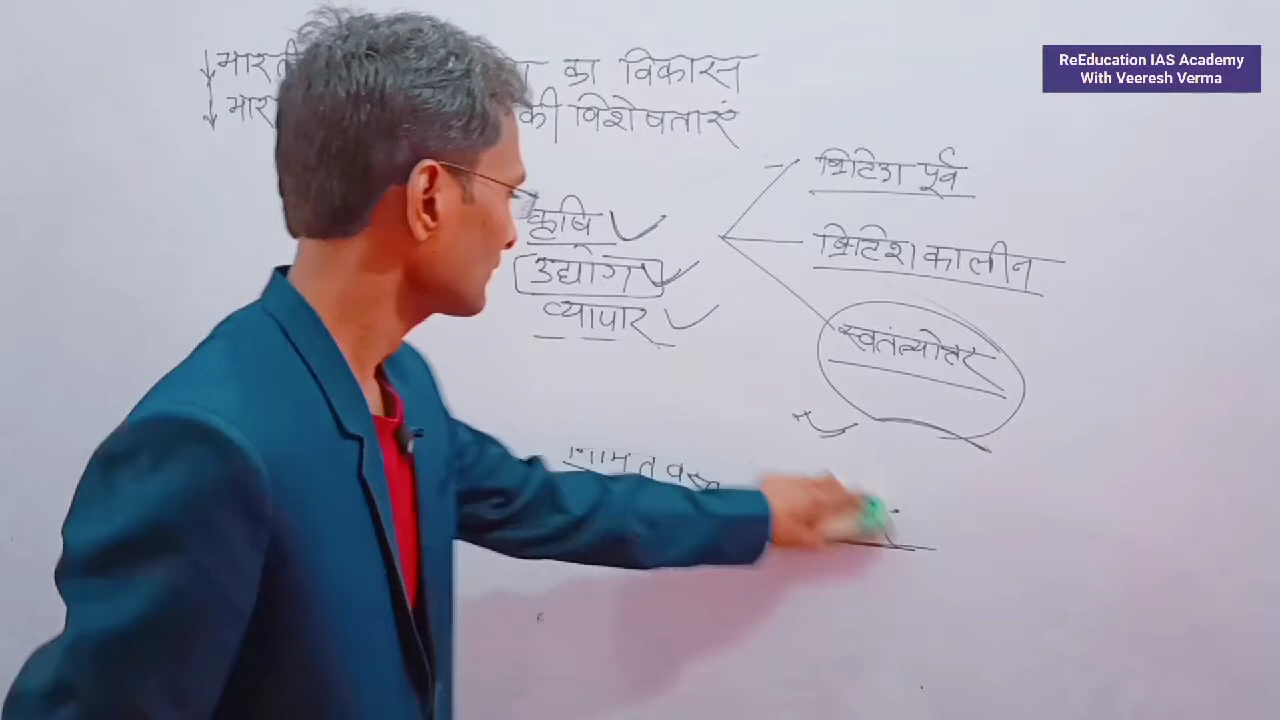 ReEducation IAS Academy
With Veeresh Verma
का विकास
की विशेषताएं
कृषि
उद्योग
व्यापार
ब्रिटिश पूर्व
ब्रिटिश कालीन
स्वतंत्र्योत्तर